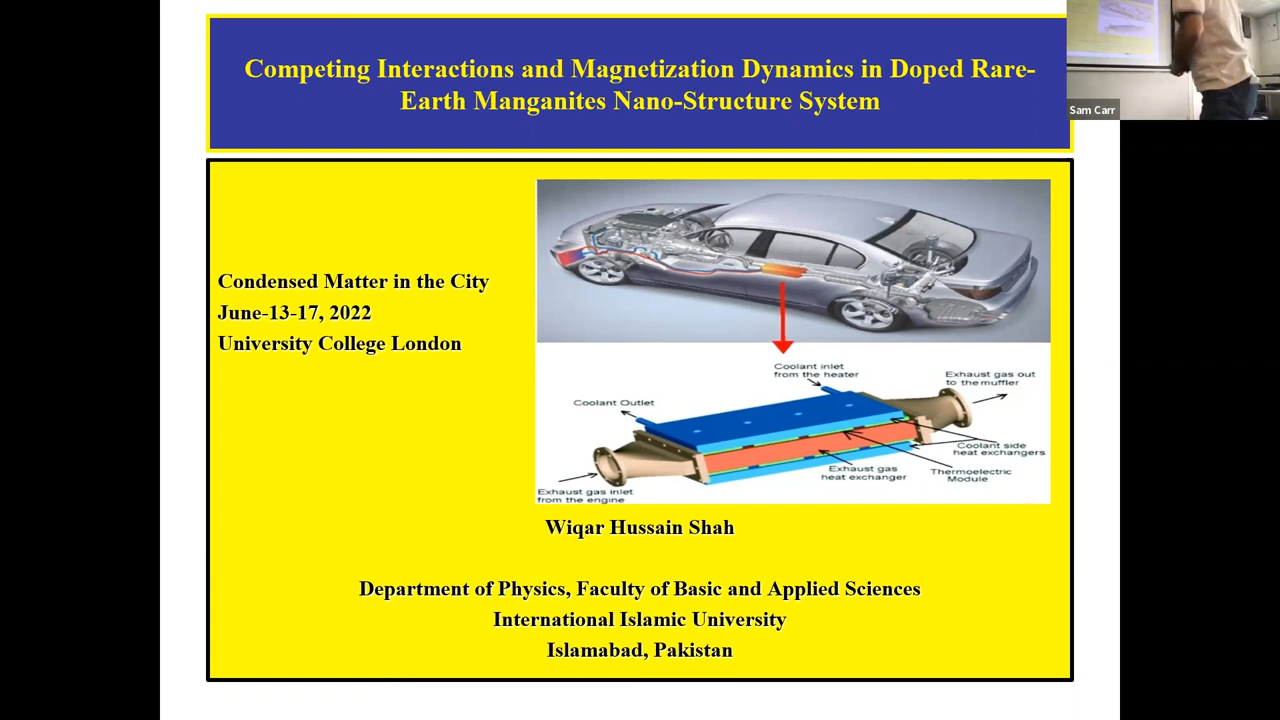 Competing Interactions and Magnetization Dynamics in Doped Rare-
Earth Manganites Nano-Structure System
Sam Carr
Condensed Matter in the City
June-13-17, 2022
University College London
Coolant inlet
from the heater
Exhaust gas out
to the muffler
Coolant Outlet
Coolant side
heat exchangers
Exhaust gas
heat exchanger
Thermoelectric
Module
Exhaust gas inlet
from the engine
Wiqar Hussain Shah
Department of Physics, Faculty of Basic and Applied Sciences
International Islamic University
Islamabad, Pakistan